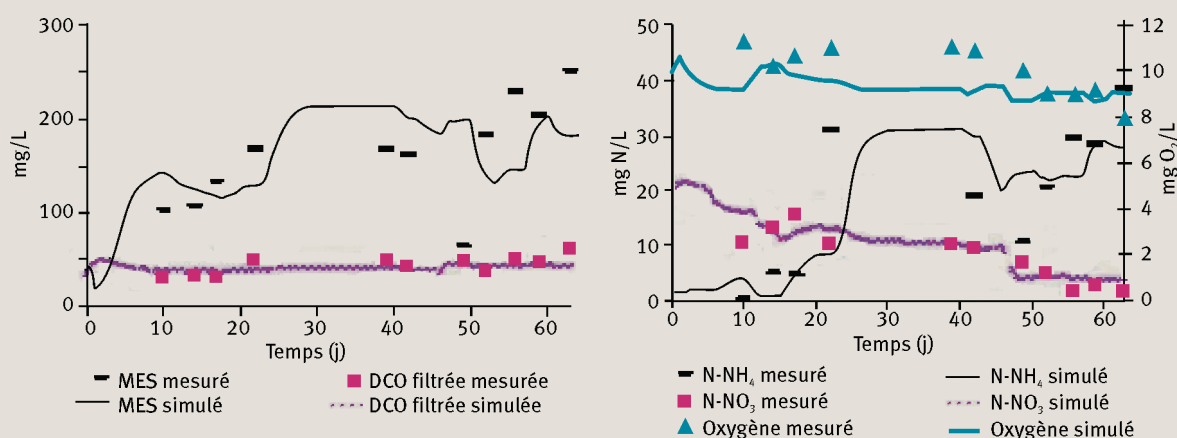 300
200
100
0
mg/L
0 10 20 30 40 50 60
Temps (j)
MES mesuré
MES simulé
DCO filtrée mesurée
DCO filtrée simulée
50
40
30
20
10
0
mg N/L
12
10
8
6
4
2
0
mg O₂/L
0 10 20 30 40 50 60
Temps (j)
N-NH₄ mesuré
N-NO₃ mesuré
Oxygène mesuré
N-NH₄ simulé
N-NO₃ simulé
Oxygène simulé